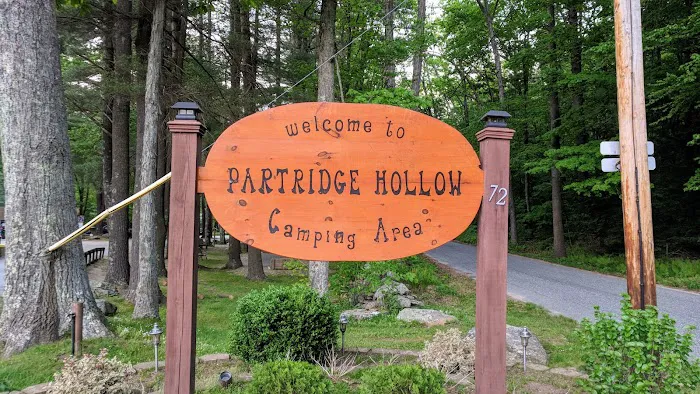 welcome to
PARTRIDGE HOLLOW
Camping Area
72